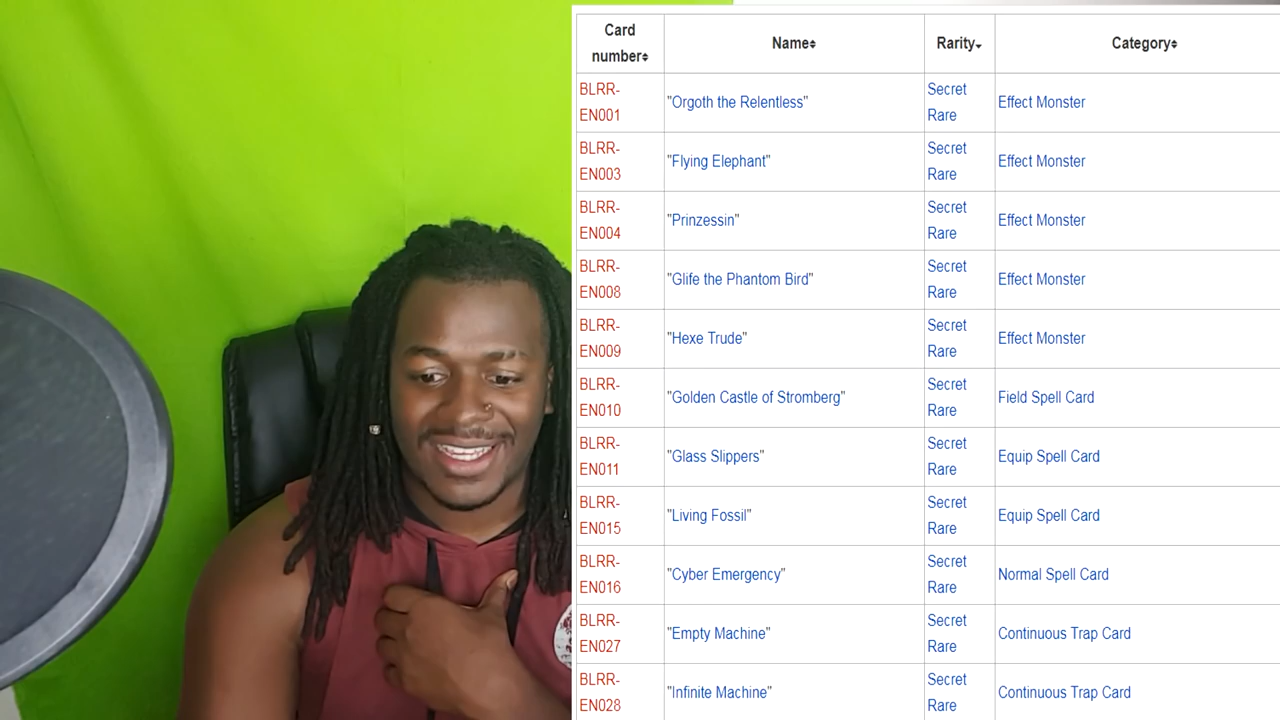 Card number Name Rarity Category
BLRR-EN001 "Orgoth the Relentless" Secret Rare Effect Monster
BLRR-EN003 "Flying Elephant" Secret Rare Effect Monster
BLRR-EN004 "Prinzessin" Secret Rare Effect Monster
BLRR-EN008 "Glife the Phantom Bird" Secret Rare Effect Monster
BLRR-EN009 "Hexe Trude" Secret Rare Effect Monster
BLRR-EN010 "Golden Castle of Stromberg" Secret Rare Field Spell Card
BLRR-EN011 "Glass Slippers" Secret Rare Equip Spell Card
BLRR-EN015 "Living Fossil" Secret Rare Equip Spell Card
BLRR-EN016 "Cyber Emergency" Secret Rare Normal Spell Card
BLRR-EN027 "Empty Machine" Secret Rare Continuous Trap Card
BLRR-EN028 "Infinite Machine" Secret Rare Continuous Trap Card